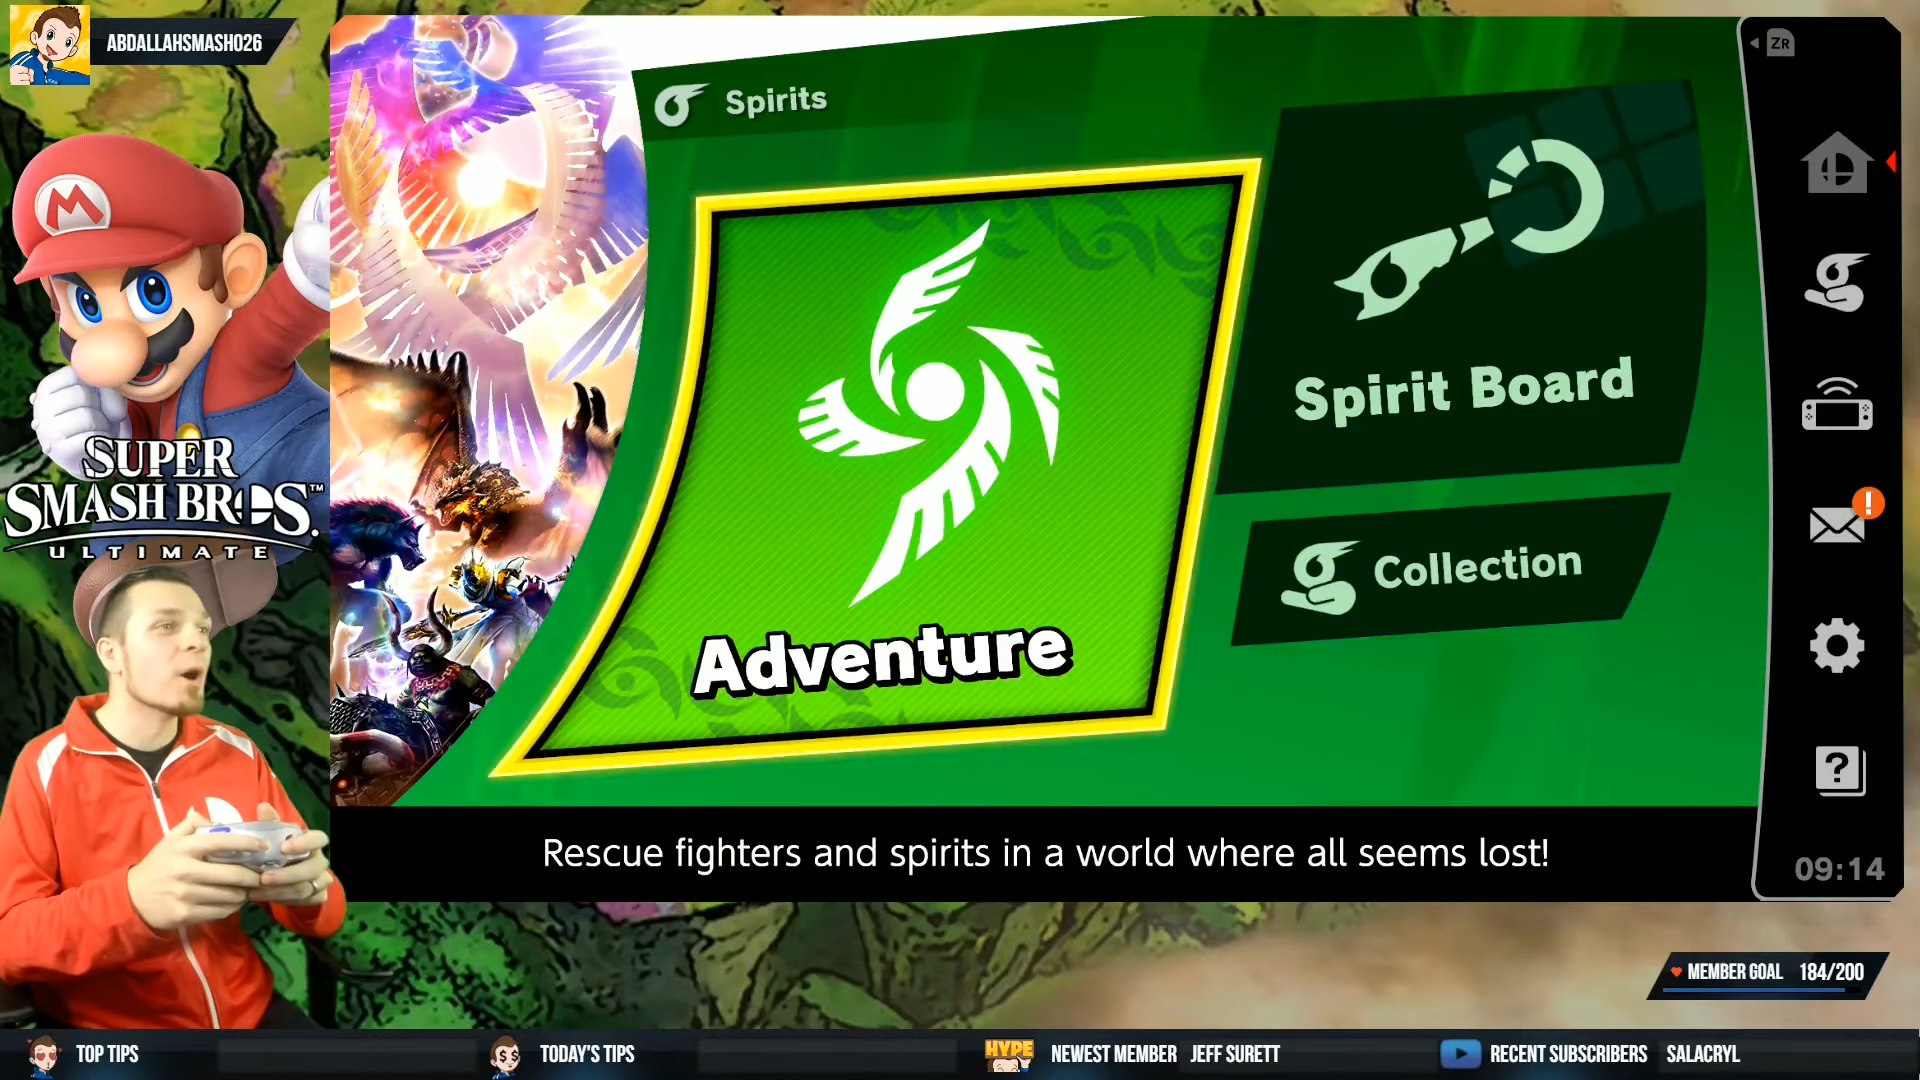 ABDALLAHSMASH026
ZR
Spirits
Spirit Board
Collection
Adventure
M
SUPER
SMASH BROS.™
ULTIMATE
!
?
Rescue fighters and spirits in a world where all seems lost!
09:14
MEMBER GOAL 184/200
TOP TIPS
TODAY'S TIPS
HYPE
NEWEST MEMBER JEFF SURETT
RECENT SUBSCRIBERS SALACRYL